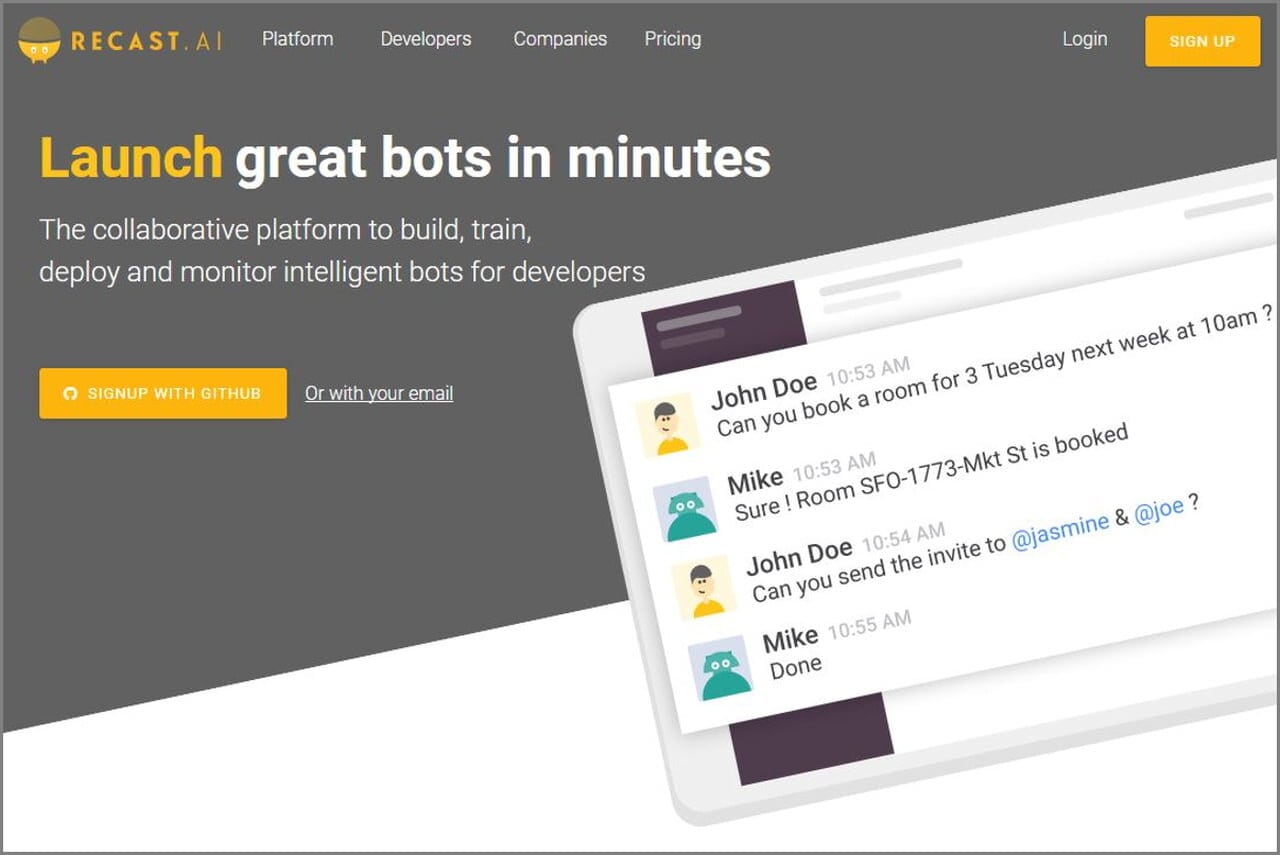 RECAST.AI
Platform
Developers
Companies
Pricing
Login
SIGN UP
Launch great bots in minutes
The collaborative platform to build, train,
deploy and monitor intelligent bots for developers
SIGNUP WITH GITHUB
Or with your email
John Doe 10:53 AM
Can you book a room for 3 Tuesday next week at 10am ?
Mike 10:53 AM
Sure ! Room SFO-1773-Mkt St is booked
John Doe 10:54 AM
Can you send the invite to @jasmine & @joe ?
Mike 10:55 AM
Done